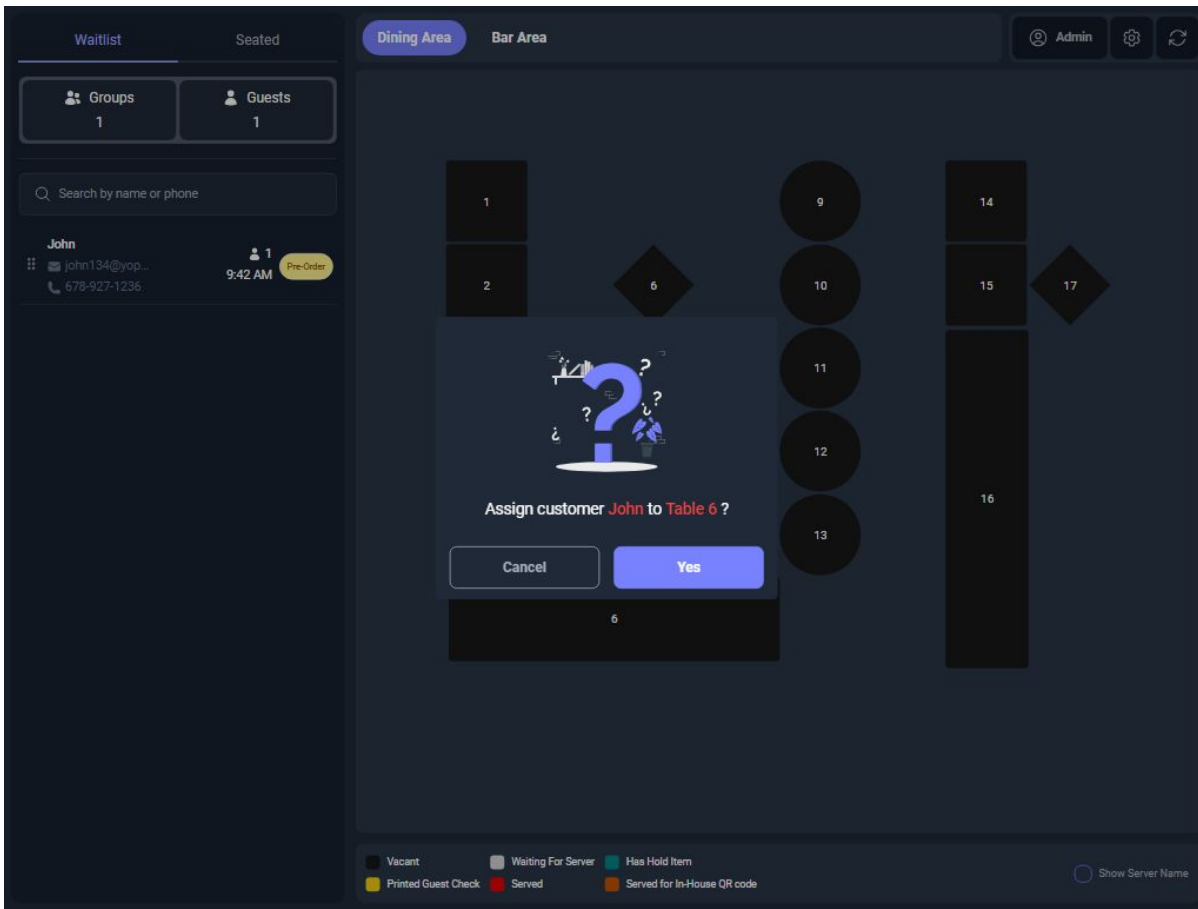 Waitlist
Seated
Groups
1
Guests
1
Search by name or phone
John
john134@yop...
678-927-1236
1
9:42 AM
Pre-Order
Dining Area
Bar Area
Admin
1
9
14
2
6
10
15
17
11
12
16
13
6
? ? ? ¿ ¿ ?
Assign customer John to Table 6 ?
Cancel
Yes
Vacant
Waiting For Server
Has Hold Item
Printed Guest Check
Served
Served for In-House QR code
Show Server Name